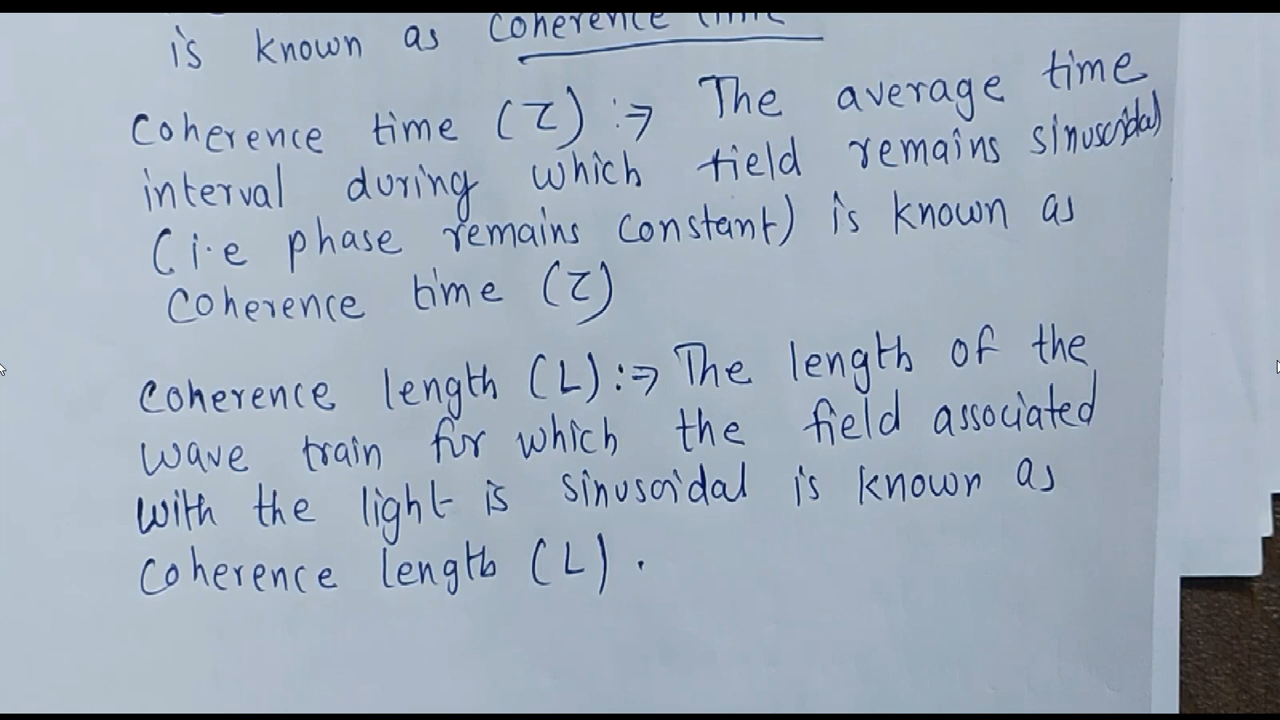 is known as coherence time
Coherence time (τ) :⇒ The average time
interval during which field remains sinusoidal
(i.e phase remains constant) is known as
Coherence time (τ)
Coherence length (L) :⇒ The length of the
wave train for which the field associated
with the light is sinusoidal is known as
Coherence length (L) .